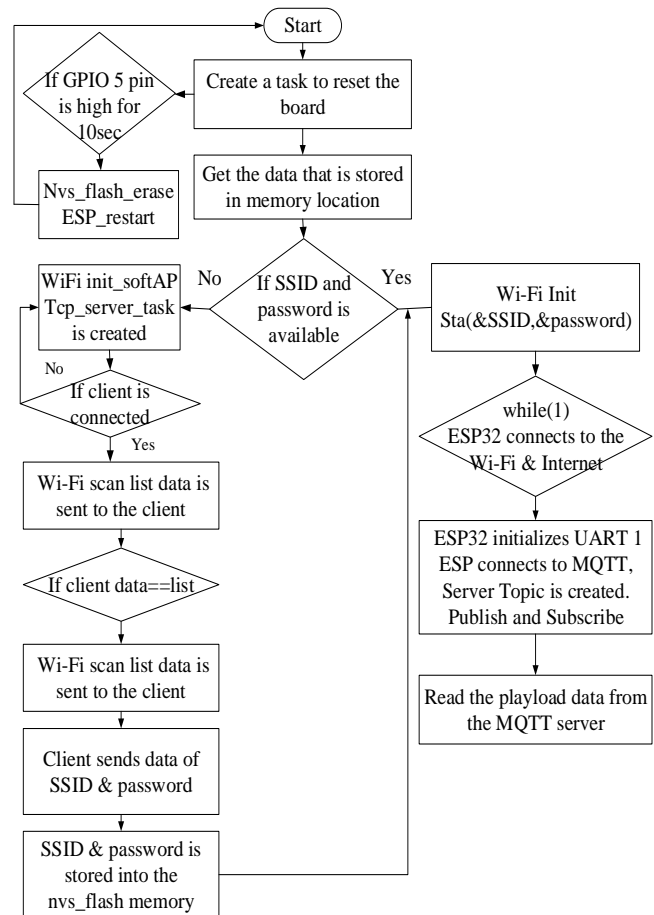 Start
If GPIO 5 pin
is high for
10sec
Create a task to reset the
board
Nvs_flash_erase
ESP_restart
Get the data that is stored
in memory location
WiFi init_softAP
Tcp_server_task
is created
No
If SSID and
password is
available
Yes
Wi-Fi Init
Sta(&SSID,&password)
No
If client is
connected
Yes
while(1)
ESP32 connects to the
Wi-Fi & Internet
Wi-Fi scan list data is
sent to the client
ESP32 initializes UART 1
ESP connects to MQTT,
Server Topic is created.
Publish and Subscribe
If client data==list
Wi-Fi scan list data is
sent to the client
Read the playload data from
the MQTT server
Client sends data of
SSID & password
SSID & password is
stored into the
nvs_flash memory